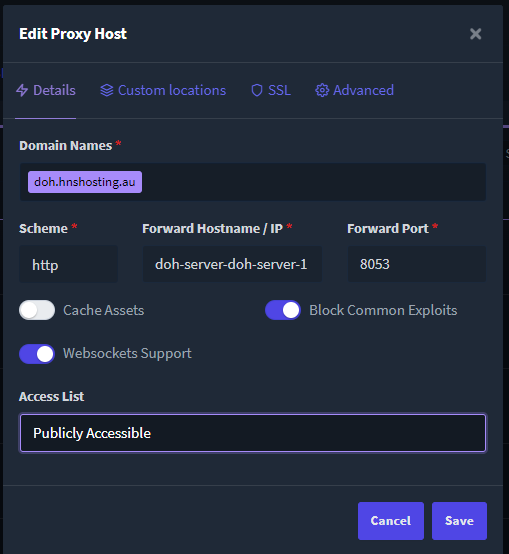 Edit Proxy Host
Details Custom locations SSL Advanced
Domain Names *
doh.hnshosting.au
Scheme * Forward Hostname / IP * Forward Port *
http doh-server-doh-server-1 8053
Cache Assets Block Common Exploits
Websockets Support
Access List
Publicly Accessible
Cancel Save